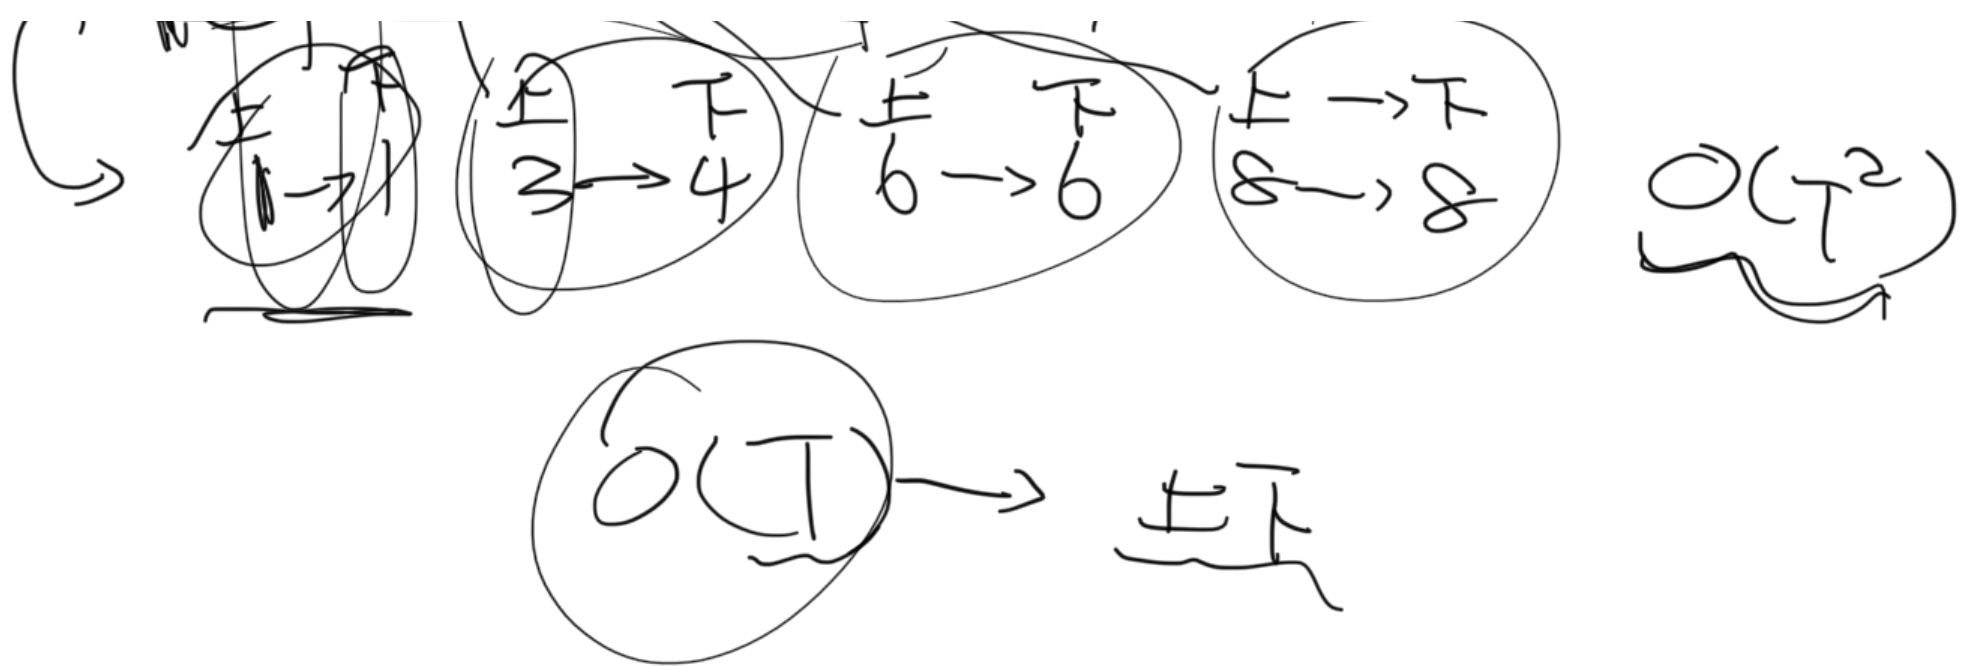 上 下 上 下 上 下 上 → 下
1 → 1 3 → 4 6 → 6 8 → 8 O(T²)
O(T) → 上下